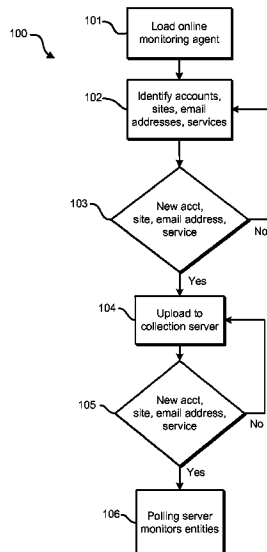 100
101
Load online
monitoring agent
102
Identify accounts,
sites, email
addresses, services
103
New acct,
site, email address,
service
No
Yes
104
Upload to
collection server
105
New acct,
site, email address,
service
No
Yes
106
Polling server
monitors entities